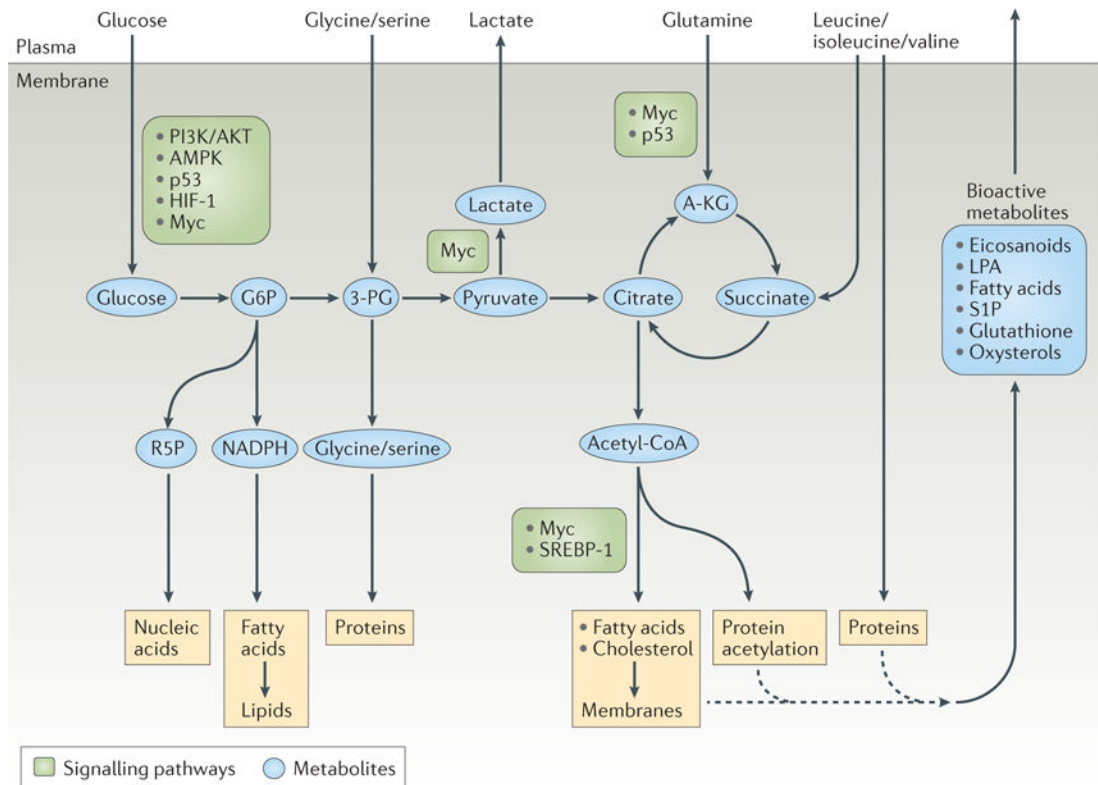 Glucose
Glycine/serine
Lactate
Glutamine
Leucine/
isoleucine/valine
Plasma
Membrane
• PI3K/AKT
• AMPK
• p53
• HIF-1
• Myc
• Myc
• p53
Lactate
Myc
A-KG
Bioactive
metabolites
• Eicosanoids
• LPA
• Fatty acids
• S1P
• Glutathione
• Oxysterols
Glucose
G6P
3-PG
Pyruvate
Citrate
Succinate
R5P
NADPH
Glycine/serine
Acetyl-CoA
• Myc
• SREBP-1
Nucleic
acids
Fatty
acids
Lipids
Proteins
• Fatty acids
• Cholesterol
Membranes
Protein
acetylation
Proteins
Signalling pathways
Metabolites